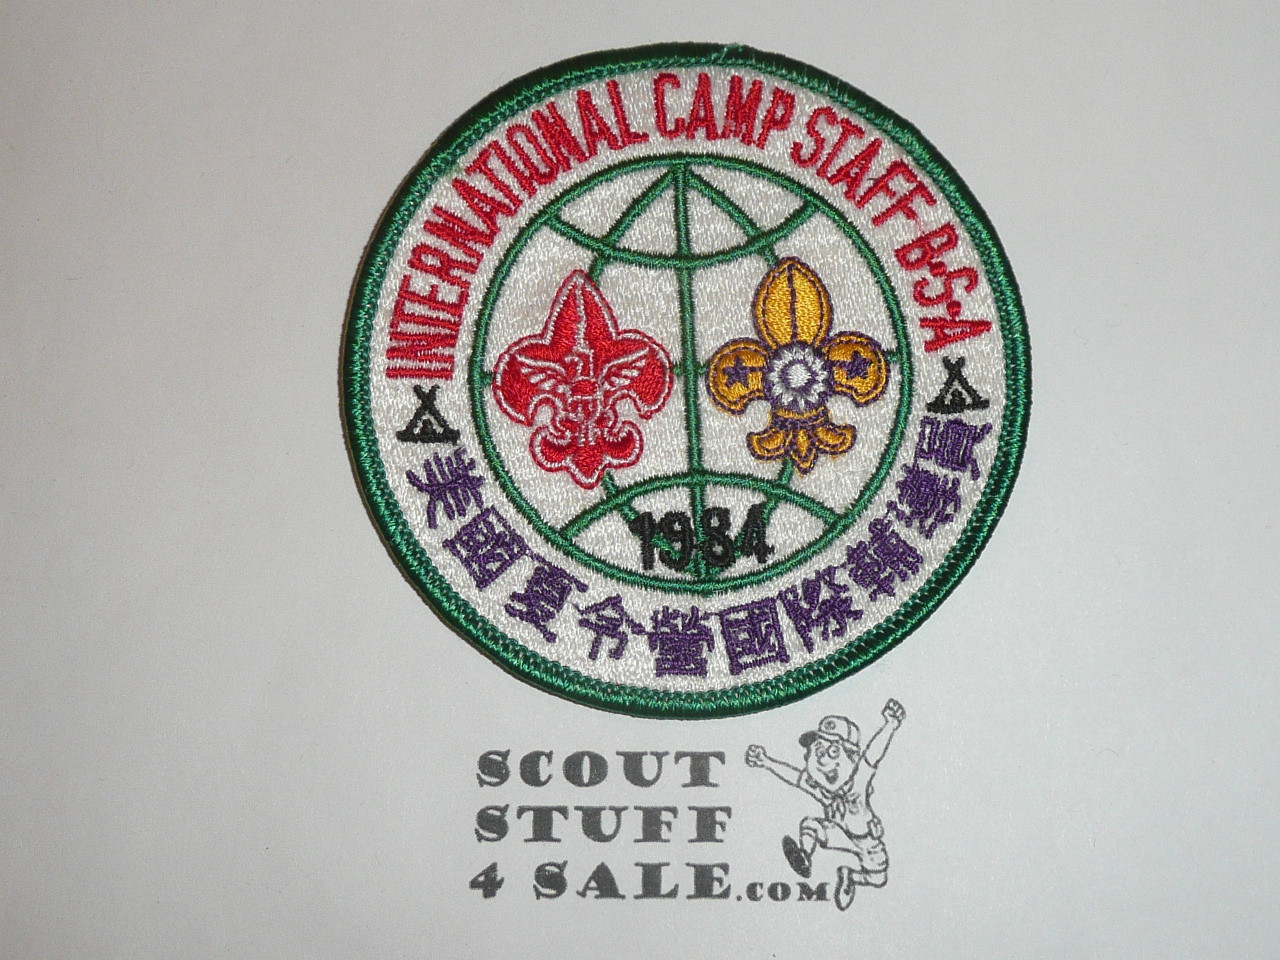 INTERNATIONAL CAMP STAFF-B•S•A
1984
美國夏令營國際輔導員
SCOUT
STUFF
4 SALE.COM